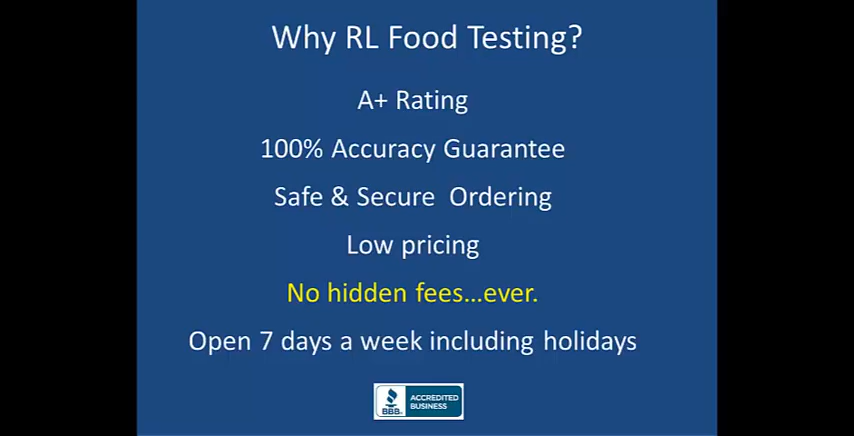 Why RL Food Testing?
A+ Rating
100% Accuracy Guarantee
Safe & Secure  Ordering
Low pricing
No hidden fees...ever.
Open 7 days a week including holidays
BBB.
ACCREDITED
BUSINESS